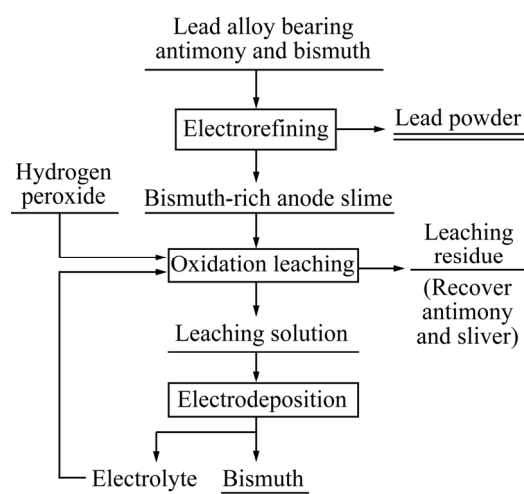 Lead alloy bearing
antimony and bismuth
Electrorefining
Lead powder
Hydrogen
peroxide
Bismuth-rich anode slime
Oxidation leaching
Leaching
residue
(Recover
antimony
and sliver)
Leaching solution
Electrodeposition
Electrolyte
Bismuth